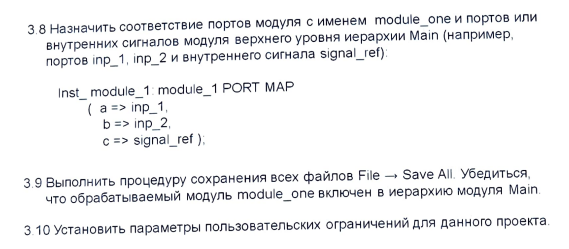 3.8 Назначить соответствие портов модуля с именем module_one и портов или
внутренних сигналов модуля верхнего уровня иерархии Main (например,
портов inp_1, inp_2 и внутреннего сигнала signal_ref):
Inst_ module_1: module_1 PORT MAP
( a => inp_1,
b => inp_2,
c => signal_ref );
3.9 Выполнить процедуру сохранения всех файлов File → Save All. Убедиться,
что обрабатываемый модуль module_one включен в иерархию модуля Main.
3.10 Установить параметры пользовательских ограничений для данного проекта.